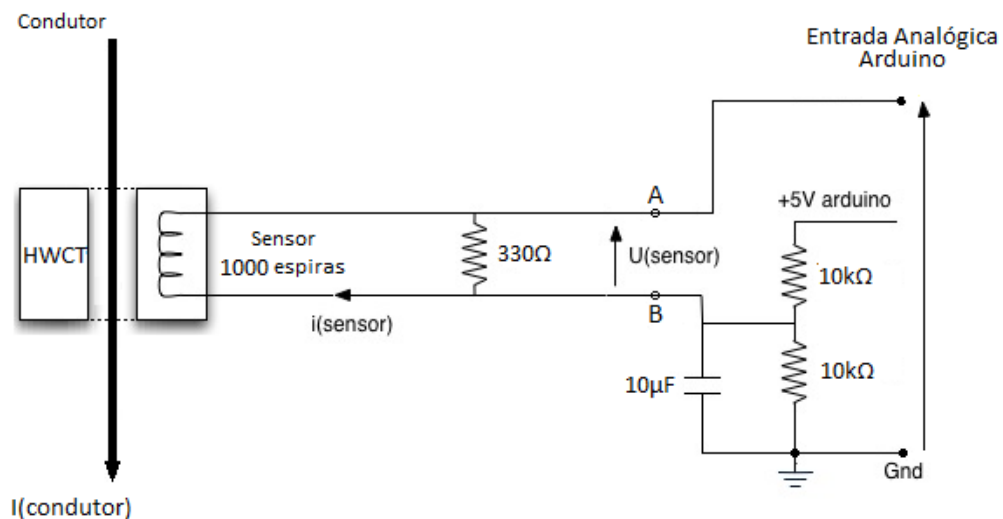 Condutor
Entrada Analógica
Arduino
A
+5V arduino
HWCT
Sensor
1000 espiras
330Ω
U(sensor)
10kΩ
i(sensor)
B
10µF
10kΩ
Gnd
I(condutor)